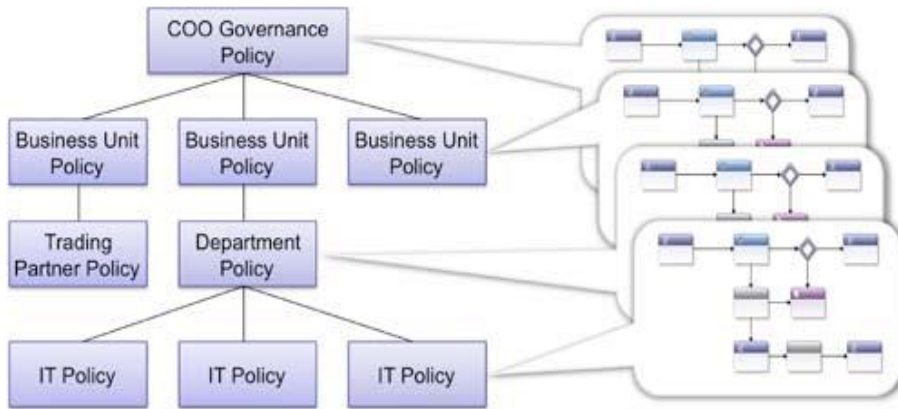 COO Governance
Policy
Business Unit
Policy
Business Unit
Policy
Business Unit
Policy
Trading
Partner Policy
Department
Policy
IT Policy
IT Policy
IT Policy